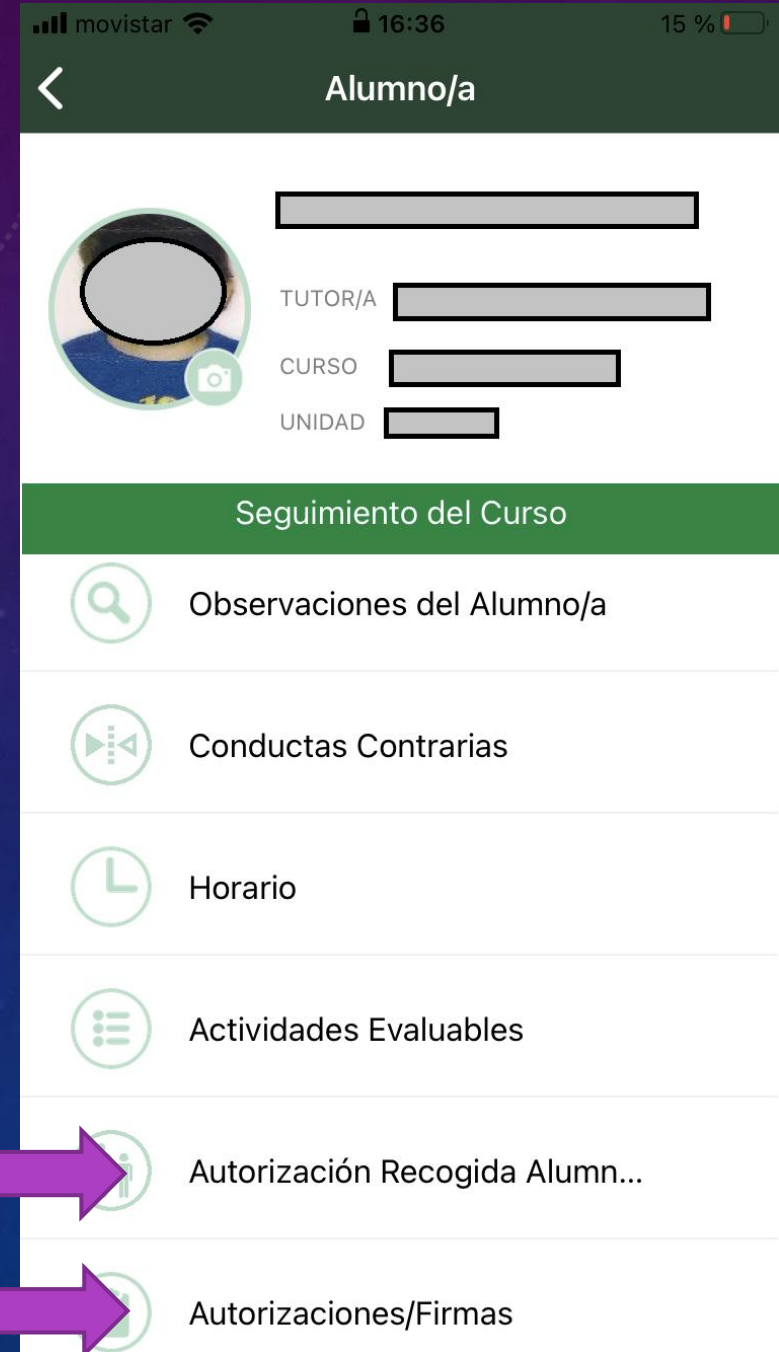 movistar 16:36 15 %
Alumno/a
TUTOR/A
CURSO
UNIDAD
Seguimiento del Curso
Observaciones del Alumno/a
Conductas Contrarias
Horario
Actividades Evaluables
Autorización Recogida Alumn...
Autorizaciones/Firmas